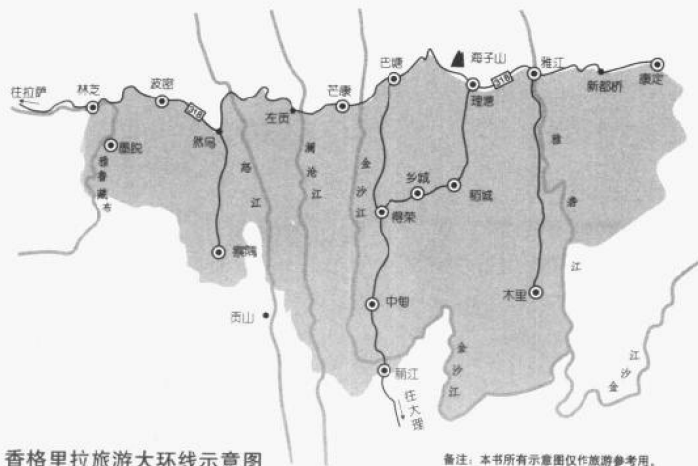 海子山
雅江
巴塘
318
康定
新都桥
理塘
往拉萨
林芝
波密
318
芒康
左贡
然乌
墨脱
雅鲁藏布
怒江
澜沧江
金沙江
雅砻江
乡城
稻城
得荣
察隅
中甸
木里
贡山
丽江
往大理
金沙江
金沙江
香格里拉旅游大环线示意图
备注：本书所有示意图仅作旅游参考用。